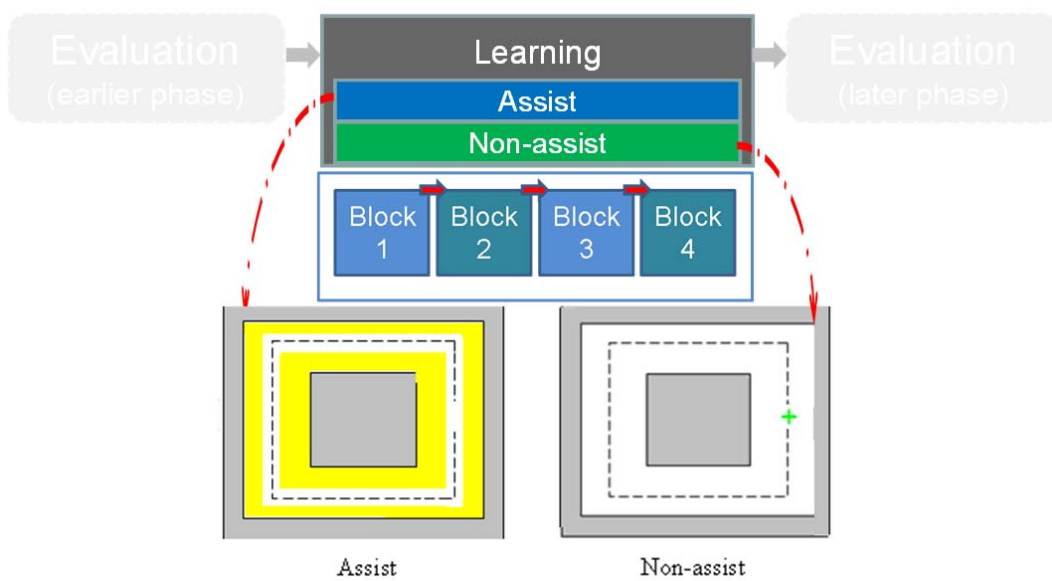 Evaluation
(earlier phase)
Learning
Evaluation
(later phase)
Assist
Non-assist
Block
1
Block
2
Block
3
Block
4
Assist
Non-assist